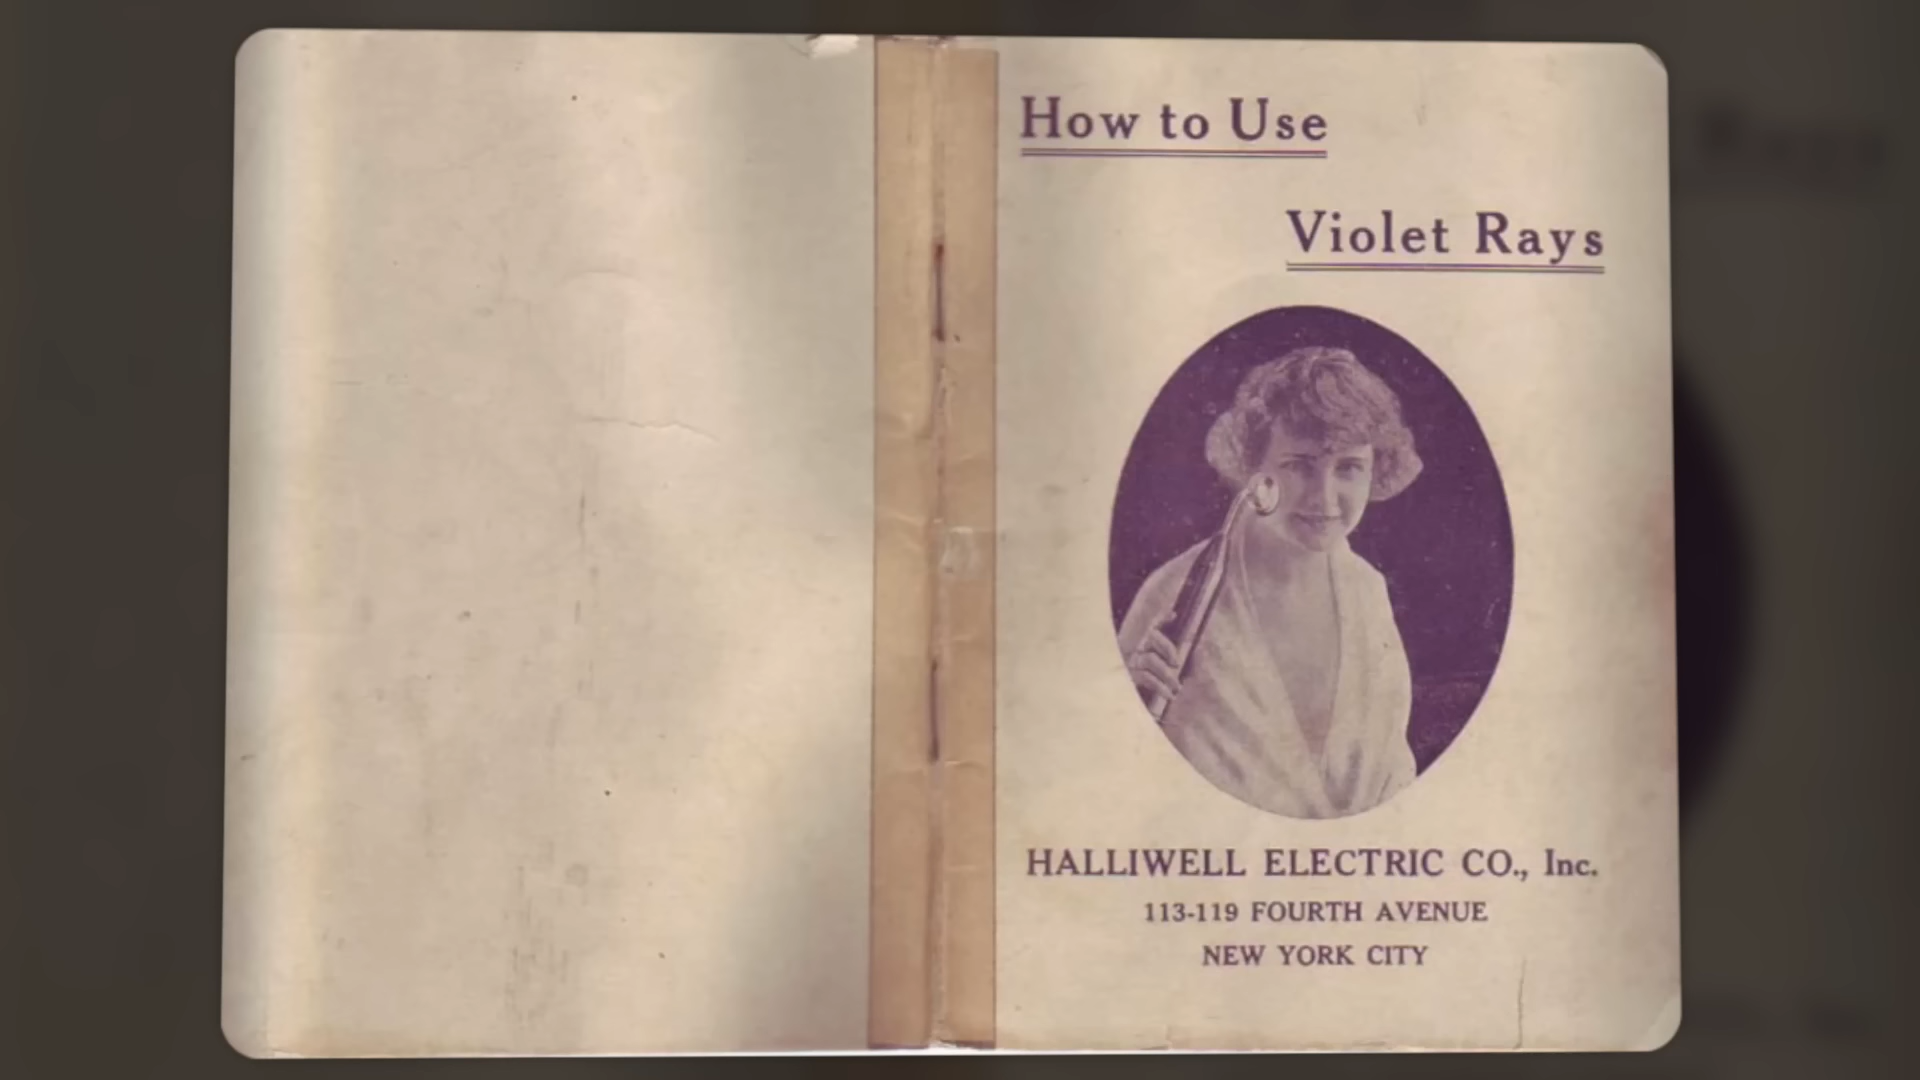 How to Use
Violet Rays
HALLIWELL ELECTRIC CO., Inc.
113-119 FOURTH AVENUE
NEW YORK CITY